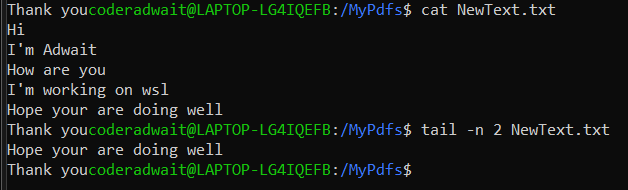 Thank youcoderadwait@LAPTOP-LG4IQEFB:/MyPdfs$ cat NewText.txt
Hi
I'm Adwait
How are you
I'm working on wsl
Hope your are doing well
Thank youcoderadwait@LAPTOP-LG4IQEFB:/MyPdfs$ tail -n 2 NewText.txt
Hope your are doing well
Thank youcoderadwait@LAPTOP-LG4IQEFB:/MyPdfs$